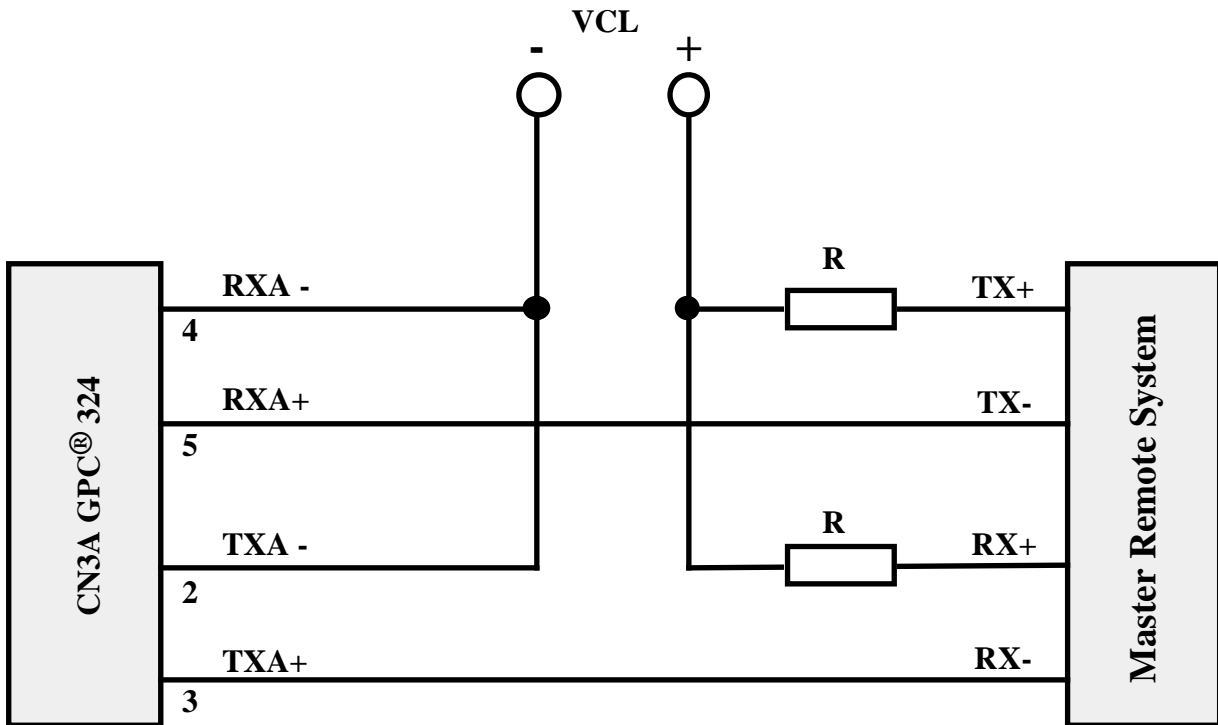 VCL
- +
R
RXA - TX+
4
RXA+ TX-
5
R
TXA - RX+
2
TXA+ RX-
3
CN3A GPC® 324
Master Remote System